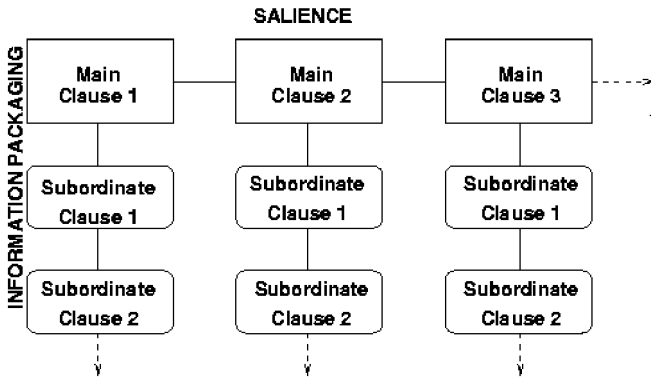 SALIENCE
INFORMATION PACKAGING
Main
Clause 1
Main
Clause 2
Main
Clause 3
Subordinate
Clause 1
Subordinate
Clause 1
Subordinate
Clause 1
Subordinate
Clause 2
Subordinate
Clause 2
Subordinate
Clause 2